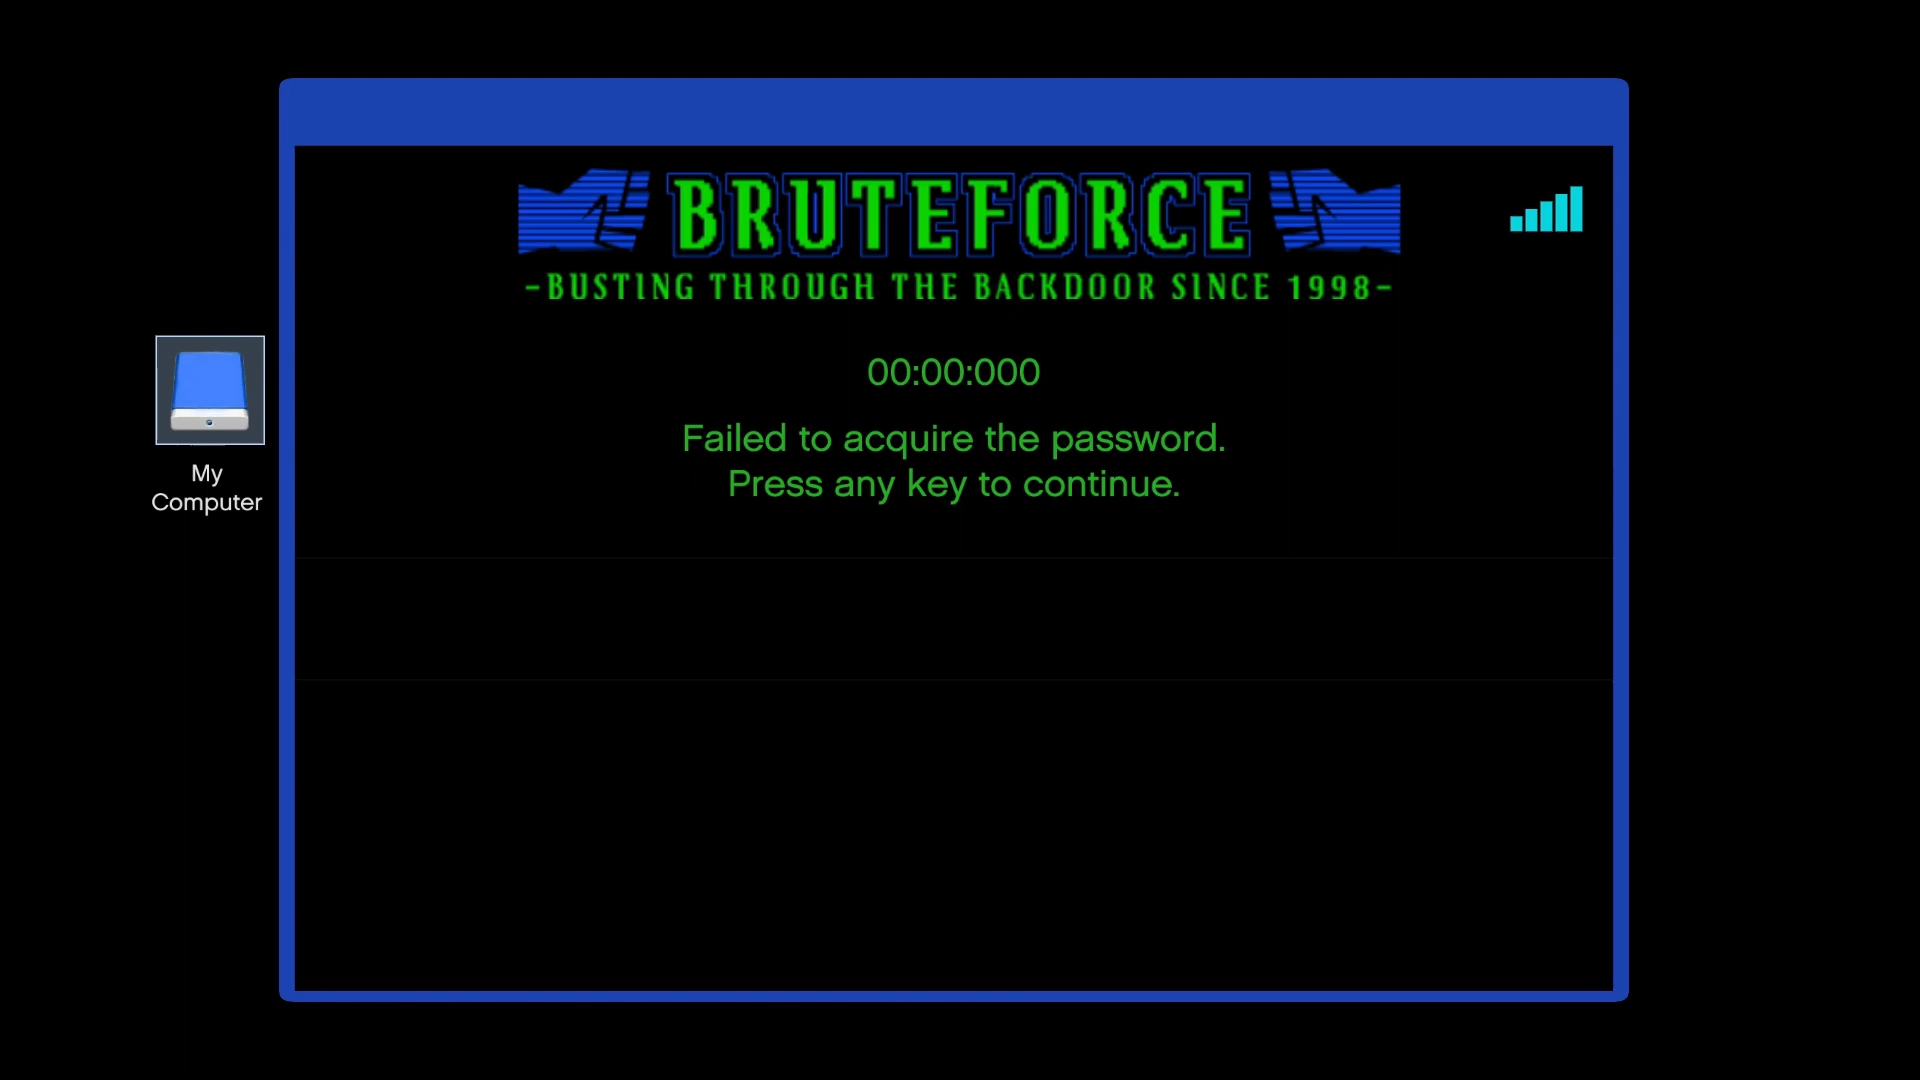 BRUTEFORCE
-BUSTING THROUGH THE BACKDOOR SINCE 1998-
00:00:000
Failed to acquire the password.
Press any key to continue.
My
Computer